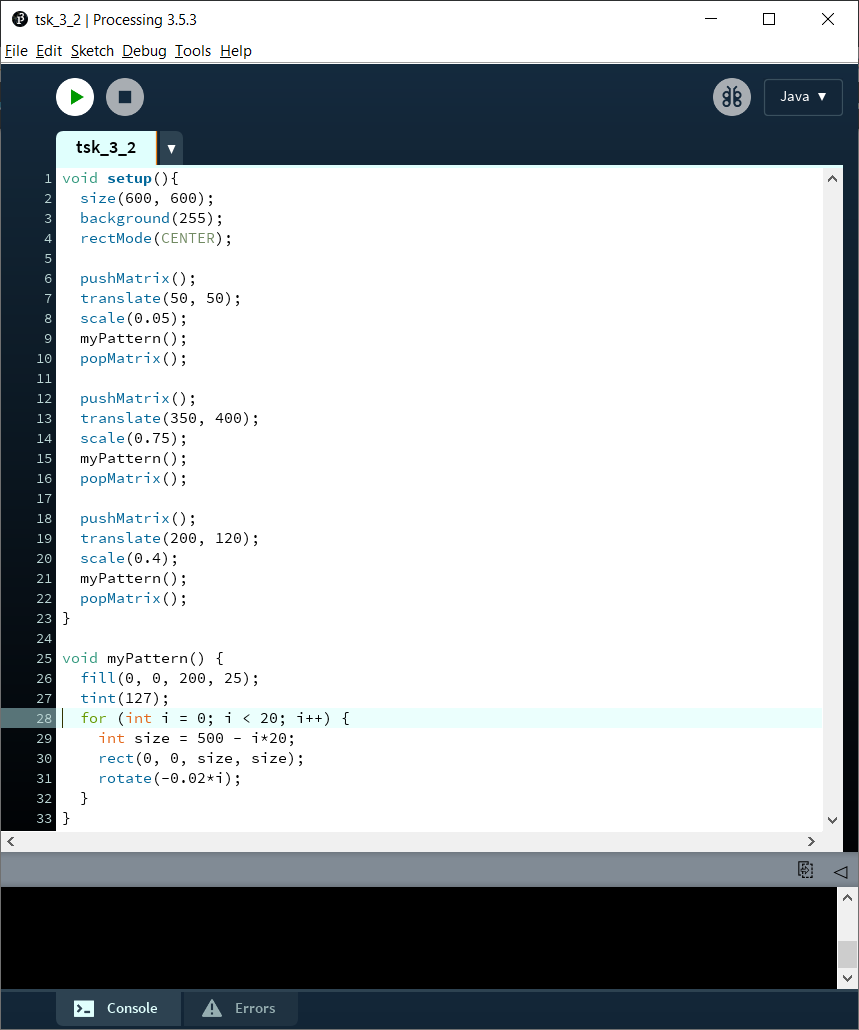 tsk_3_2 | Processing 3.5.3
File Edit Sketch Debug Tools Help
Java ▼
tsk_3_2 ▼
1 void setup(){
2   size(600, 600);
3   background(255);
4   rectMode(CENTER);
5
6   pushMatrix();
7   translate(50, 50);
8   scale(0.05);
9   myPattern();
10   popMatrix();
11
12   pushMatrix();
13   translate(350, 400);
14   scale(0.75);
15   myPattern();
16   popMatrix();
17
18   pushMatrix();
19   translate(200, 120);
20   scale(0.4);
21   myPattern();
22   popMatrix();
23 }
24
25 void myPattern() {
26   fill(0, 0, 200, 25);
27   tint(127);
28   for (int i = 0; i < 20; i++) {
29     int size = 500 - i*20;
30     rect(0, 0, size, size);
31     rotate(-0.02*i);
32   }
33 }
Console Errors